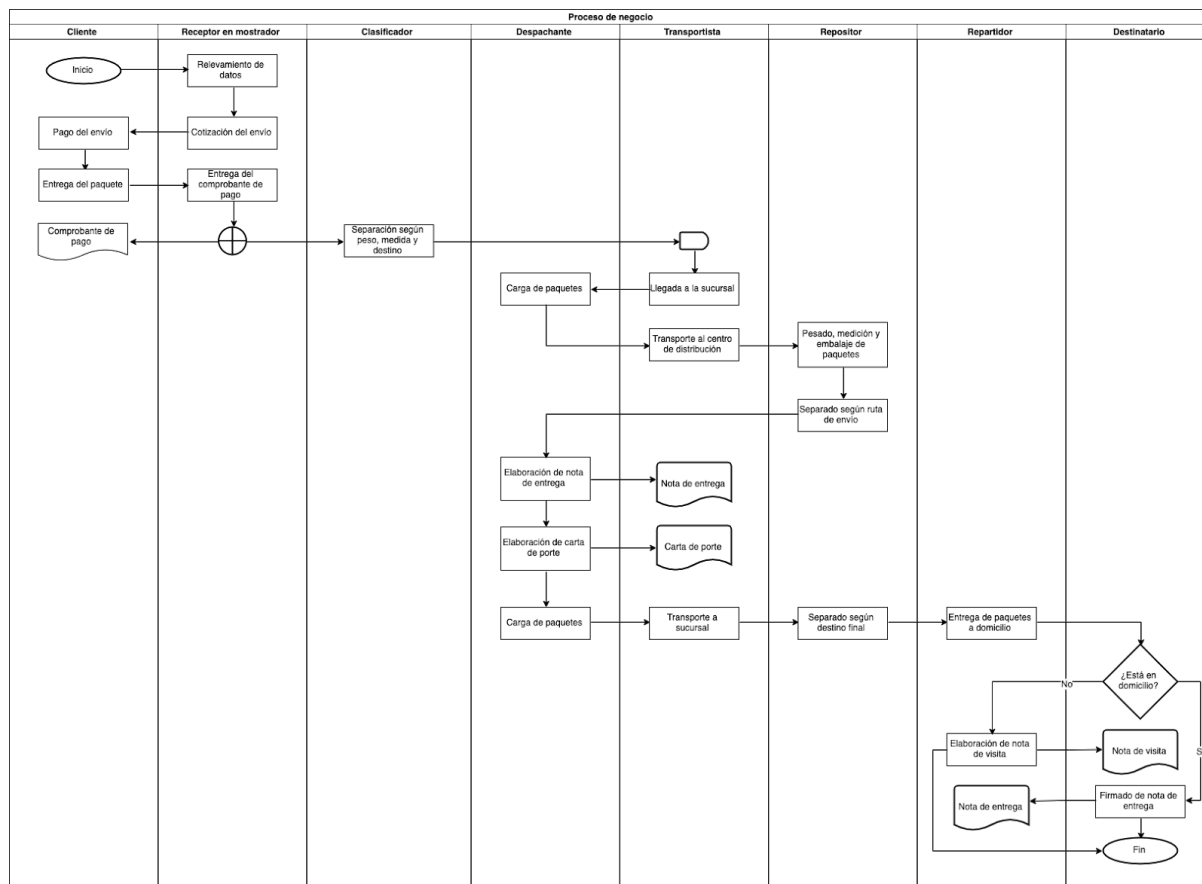 Proceso de negocio
Cliente
Receptor en mostrador
Clasificador
Despachante
Transportista
Repositor
Repartidor
Destinatario
Inicio
Relevamiento de
datos
Pago del envío
Cotización del envío
Entrega del paquete
Entrega del
comprobante de
pago
Comprobante de
pago
Separación según
peso, medida y
destino
Carga de paquetes
Llegada a la sucursal
Transporte al centro
de distribución
Pesado, medición y
embalaje de
paquetes
Separado según ruta
de envío
Elaboración de nota
de entrega
Nota de entrega
Elaboración de carta
de porte
Carta de porte
Carga de paquetes
Transporte a
sucursal
Separado según
destino final
Entrega de paquetes
a domicilio
¿Está en
domicilio?
No
Elaboración de nota
de visita
Nota de visita
S
Nota de entrega
Firmado de nota de
entrega
Fin